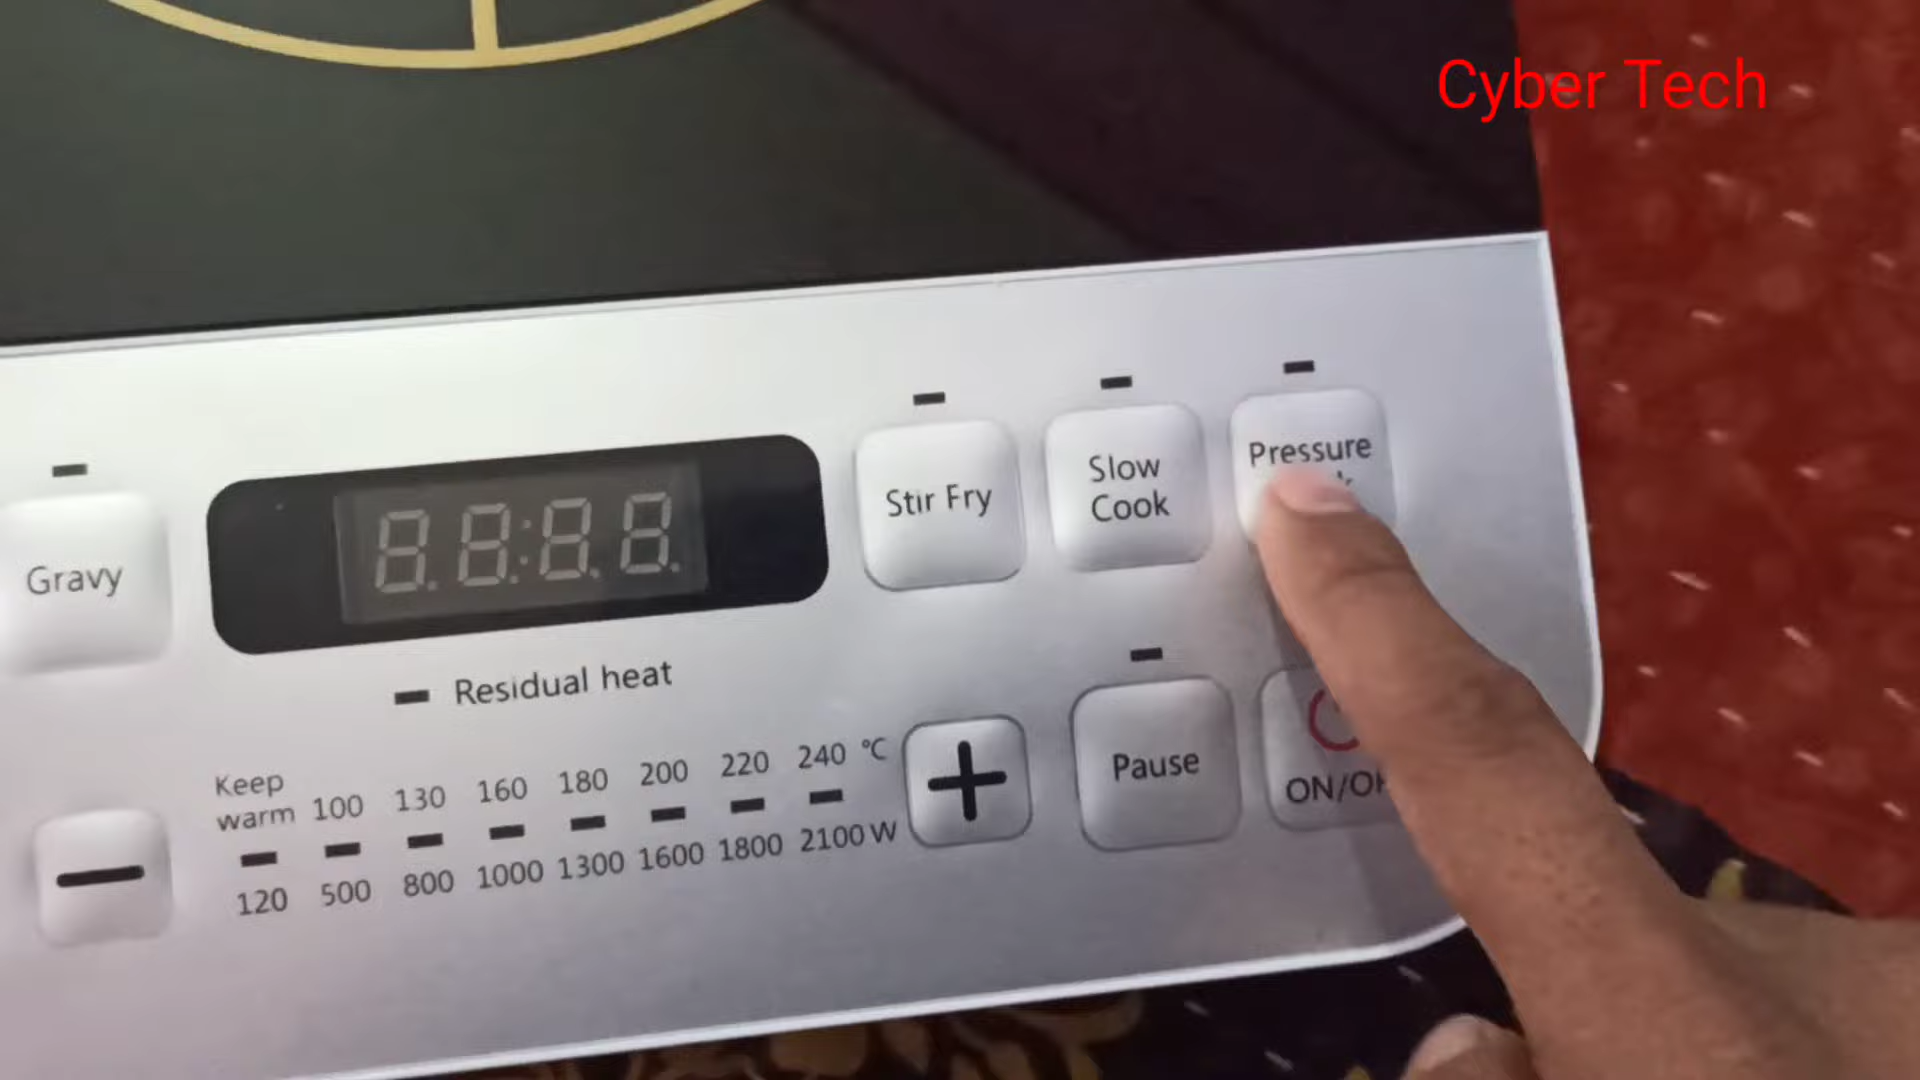 Cyber Tech
Pressure
Slow
Cook
Stir Fry
Gravy
Residual heat
Keep
warm 100 130 160 180 200 220 240 °C
120 500 800 1000 1300 1600 1800 2100 W
Pause